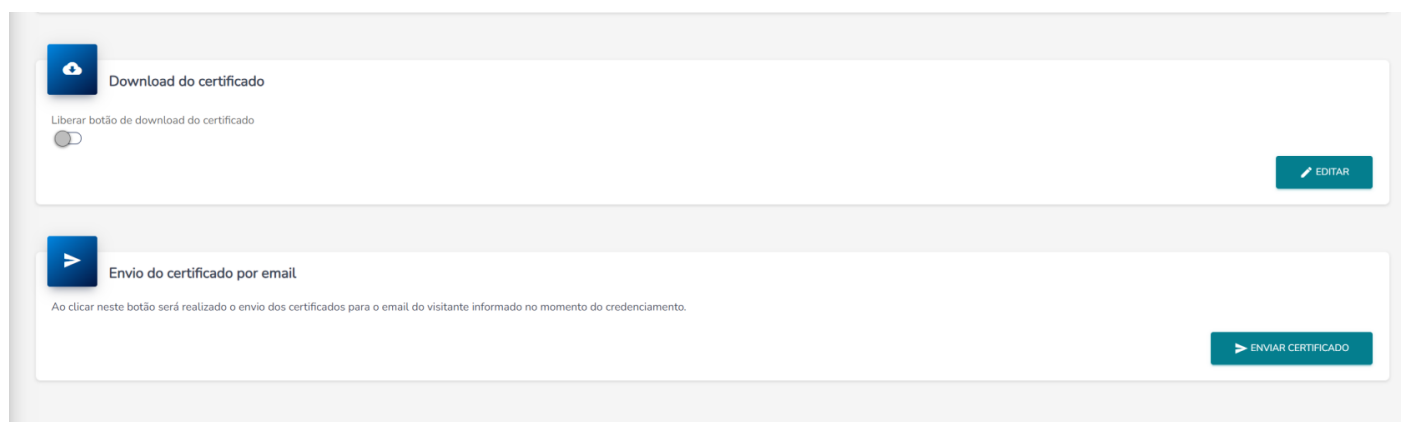 Download do certificado
Liberar botão de download do certificado
EDITAR
Envio do certificado por email
Ao clicar neste botão será realizado o envio dos certificados para o email do visitante informado no momento do credenciamento.
ENVIAR CERTIFICADO